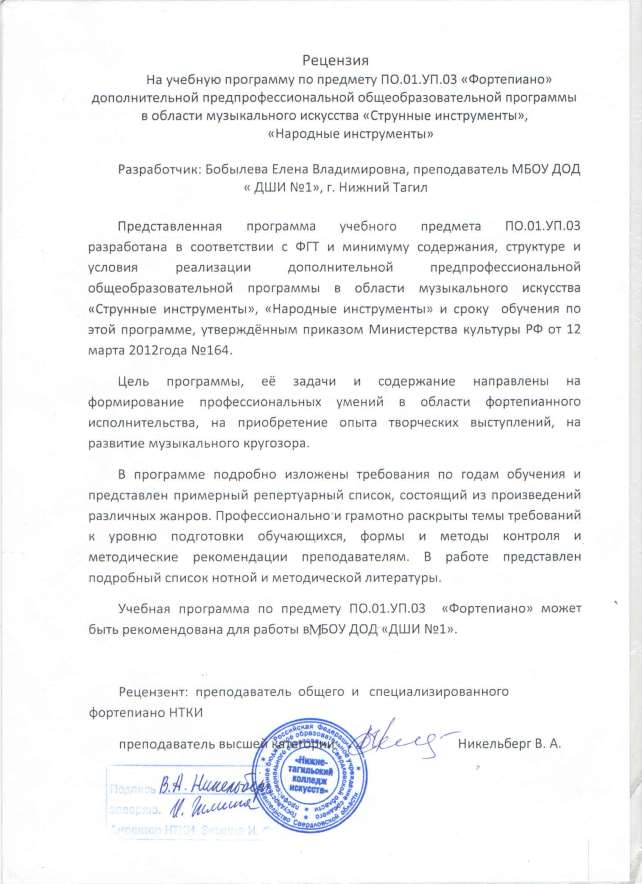 Рецензия
На учебную программу по предмету ПО.01.УП.03 «Фортепиано»
дополнительной предпрофессиональной общеобразовательной программы
в области музыкального искусства «Струнные инструменты»,
«Народные инструменты»
Разработчик: Бобылева Елена Владимировна, преподаватель МБОУ ДОД
« ДШИ №1», г. Нижний Тагил
Представленная программа учебного предмета ПО.01.УП.03
разработана в соответствии с ФГТ и минимуму содержания, структуре и
условия реализации дополнительной предпрофессиональной
общеобразовательной программы в области музыкального искусства
«Струнные инструменты», «Народные инструменты» и сроку обучения по
этой программе, утверждённым приказом Министерства культуры РФ от 12
марта 2012года №164.
Цель программы, её задачи и содержание направлены на
формирование профессиональных умений в области фортепианного
исполнительства, на приобретение опыта творческих выступлений, на
развитие музыкального кругозора.
В программе подробно изложены требования по годам обучения и
представлен примерный репертуарный список, состоящий из произведений
различных жанров. Профессионально и грамотно раскрыты темы требований
к уровню подготовки обучающихся, формы и методы контроля и
методические рекомендации преподавателям. В работе представлен
подробный список нотной и методической литературы.
Учебная программа по предмету ПО.01.УП.03 «Фортепиано» может
быть рекомендована для работы вМБОУ ДОД «ДШИ №1».
Рецензент: преподаватель общего и специализированного
фортепиано НТКИ
преподаватель высшей категории Никельберг В. А.
Российская Федерация
«Нижне-
тагильский
колледж
искусств»
Подпись В.А. Никельберг
заверяю.
Директор НТКИ